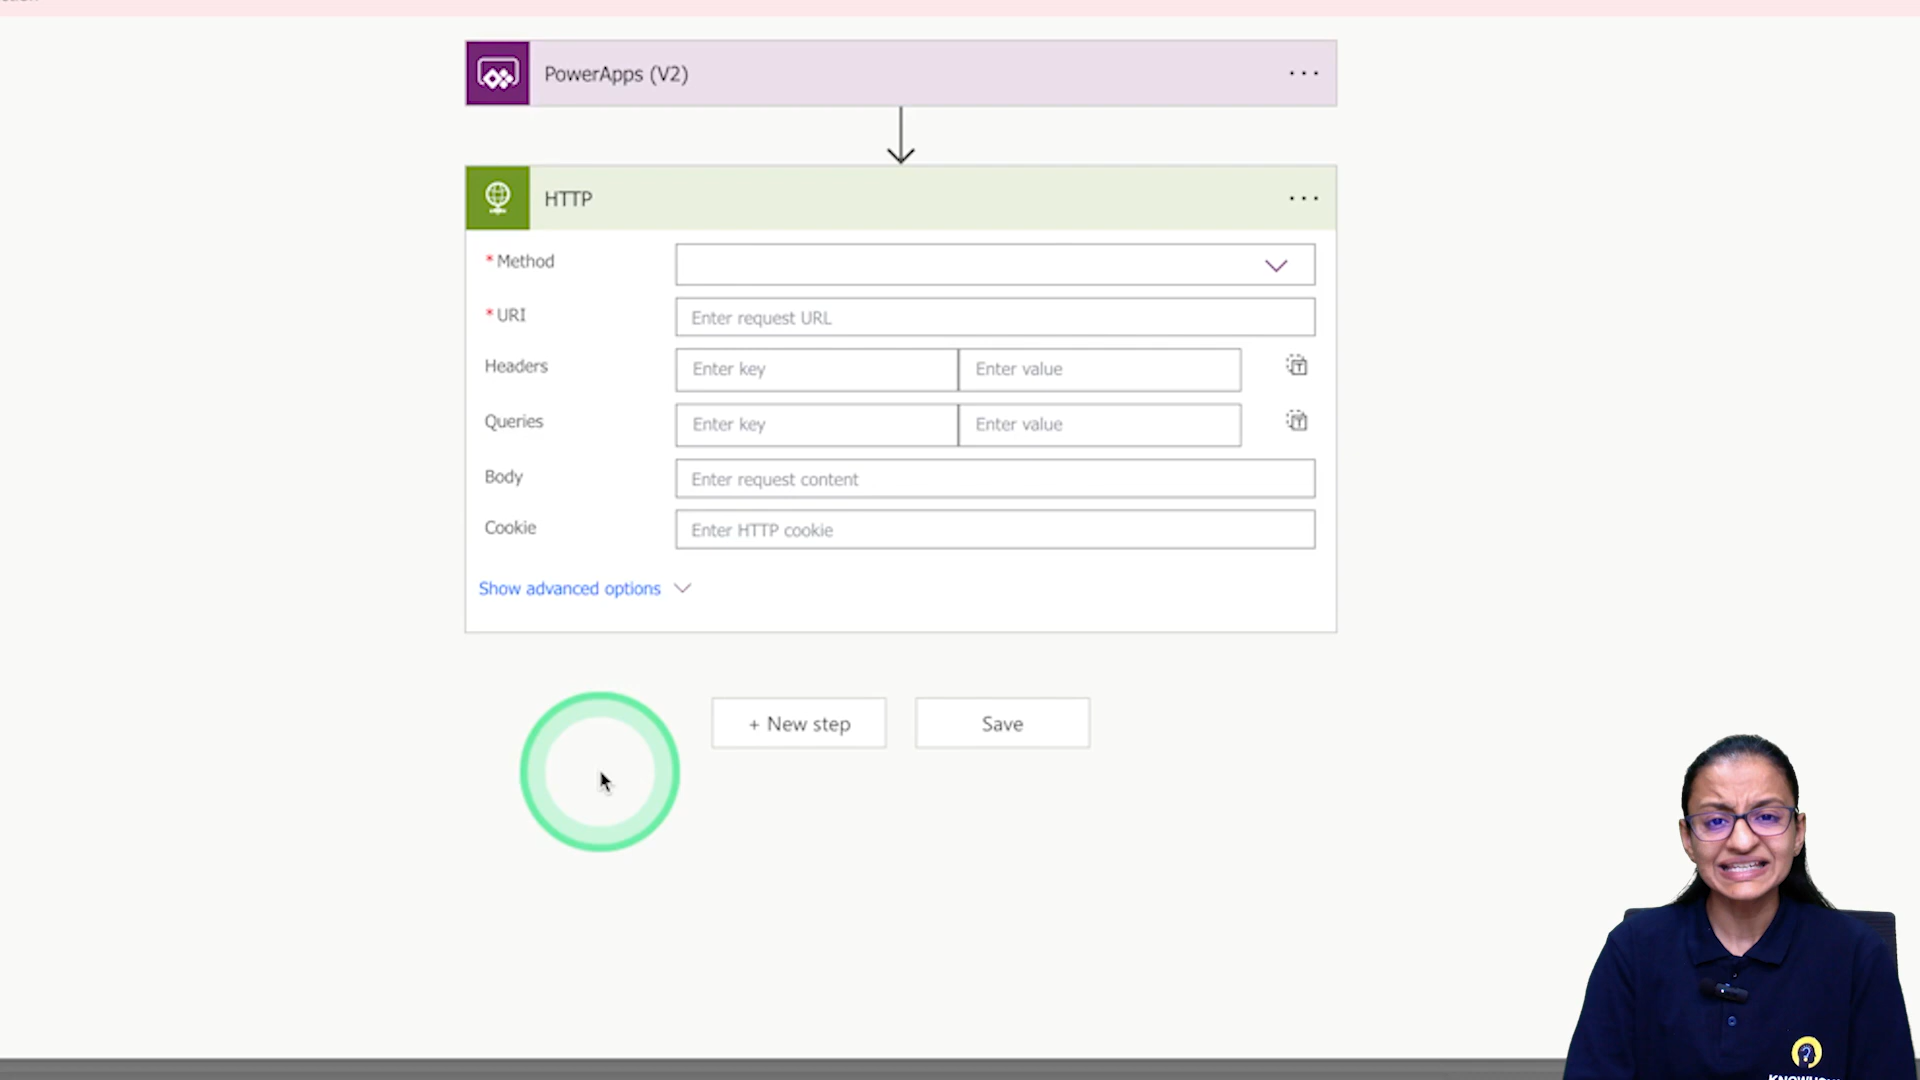 PowerApps (V2)
HTTP
* Method
* URI
Enter request URL
Headers
Enter key
Enter value
Queries
Enter key
Enter value
Body
Enter request content
Cookie
Enter HTTP cookie
Show advanced options
+ New step
Save